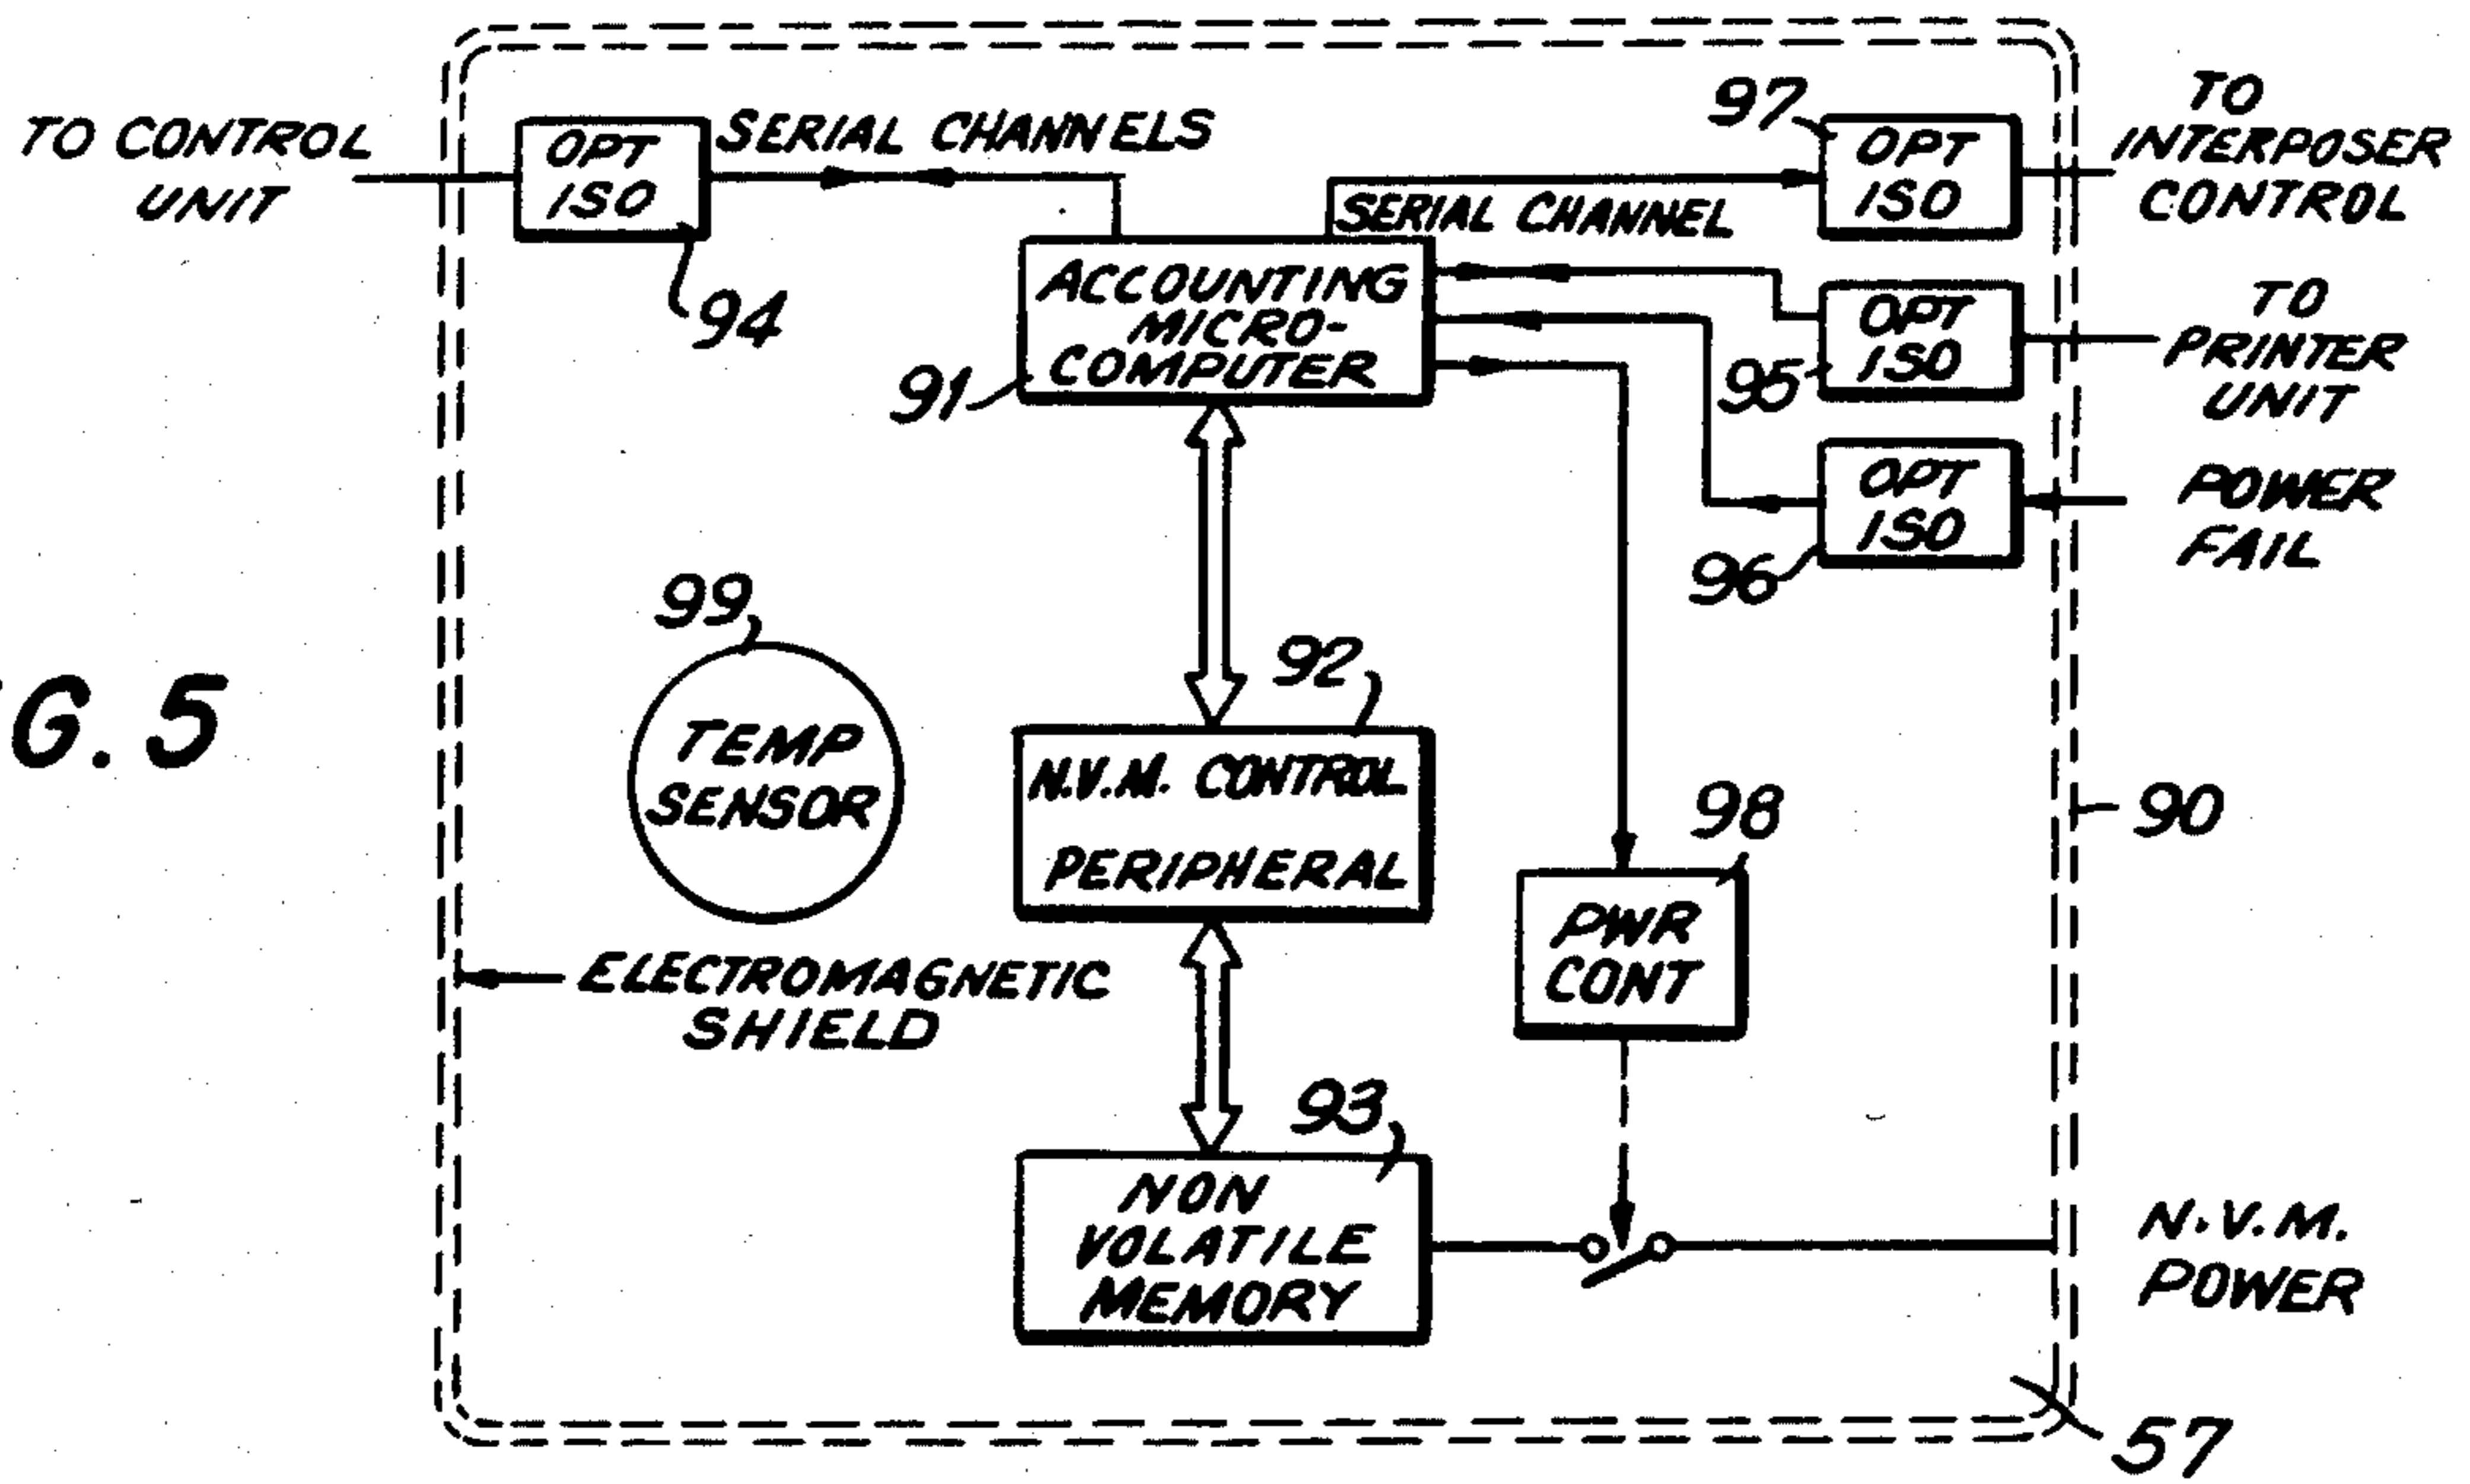 TO CONTROL
UNIT
OPT
ISO
94
SERIAL CHANNELS
SERIAL CHANNEL
97
OPT
ISO
TO
INTERPOSER
CONTROL
ACCOUNTING
MICRO-
COMPUTER
91
95
OPT
ISO
TO
PRINTER
UNIT
96
OPT
ISO
POWER
FAIL
99
TEMP
SENSOR
92
N.V.M. CONTROL
PERIPHERAL
98
PWR
CONT
90
G.5
ELECTROMAGNETIC
SHIELD
93
NON
VOLATILE
MEMORY
N.V.M.
POWER
57